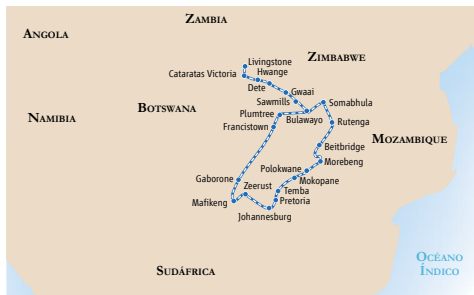 ZAMBIA
ANGOLA
Livingstone
ZIMBABWE
Cataratas Victoria
Hwange
Dete
Gwaai
Sawmills
Somabhula
BOTSWANA
Plumtree
Bulawayo
NAMIBIA
Francistown
Rutenga
MOZAMBIQUE
Beitbridge
Morebeng
Polokwane
Gaborone
Mokopane
Zeerust
Temba
Mafikeng
Pretoria
Johannesburg
OCÉANO
ÍNDICO
SUDÁFRICA